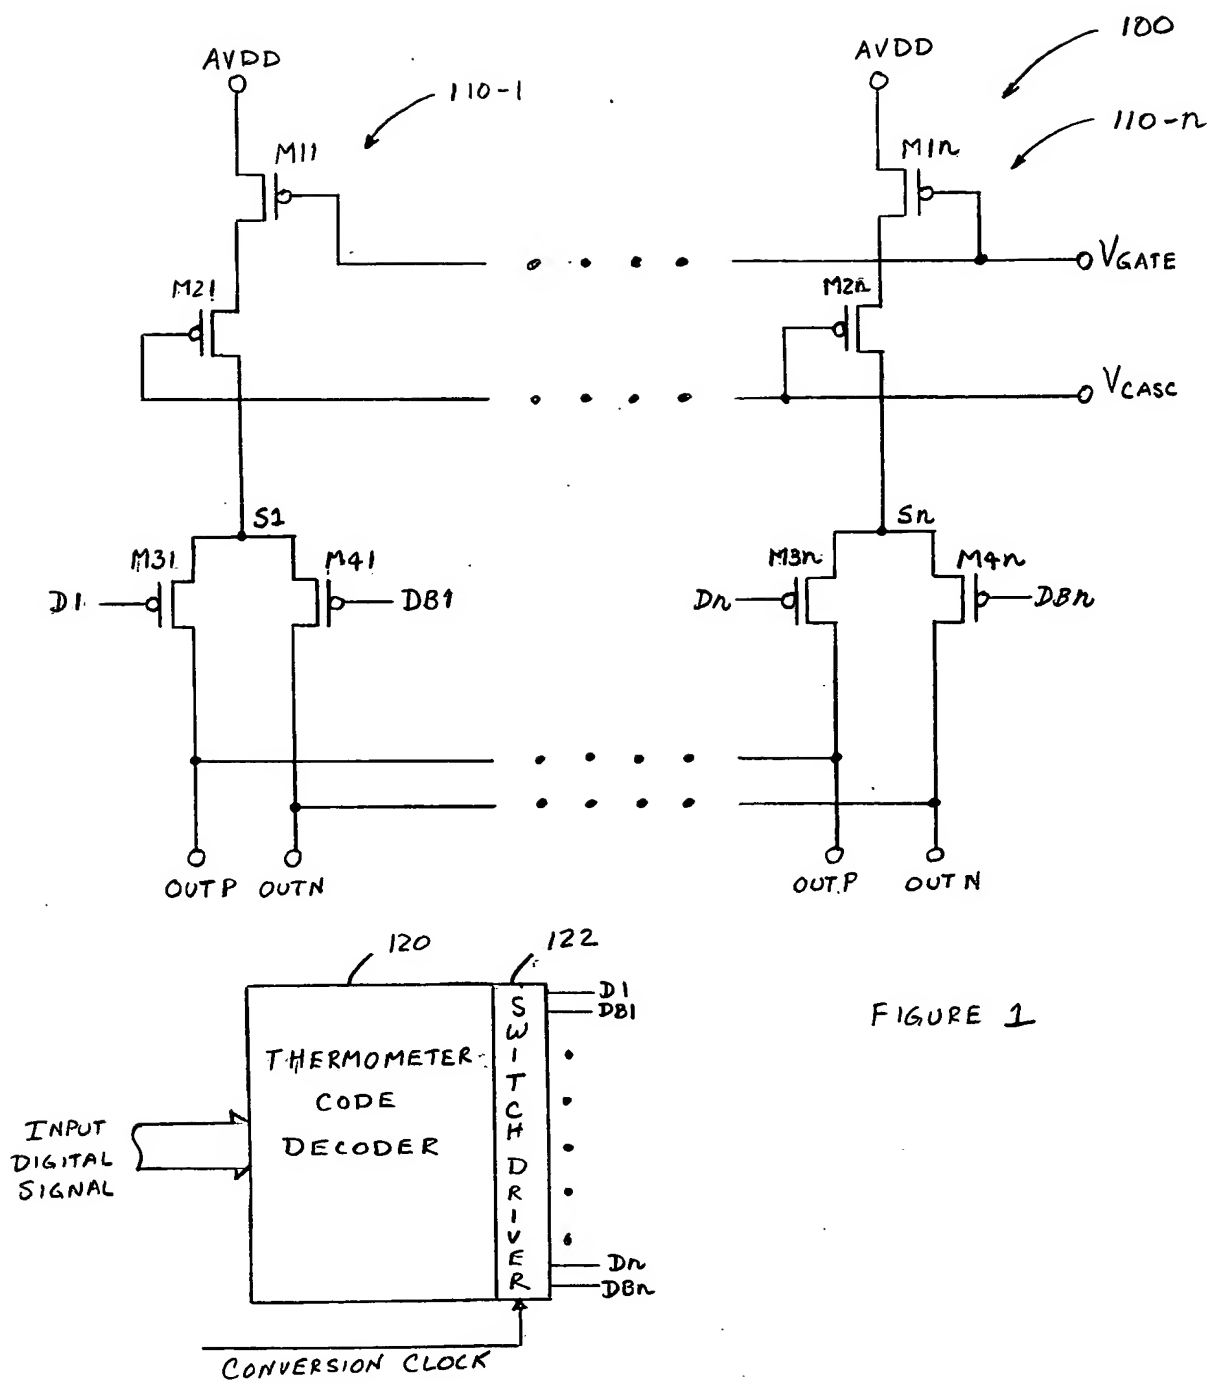 100
AVDD
AVDD
110-1
110-n
M11
M1n
VGATE
M21
M2n
VCASC
S1
Sn
M31
M41
M3n
M4n
D1
DB1
Dn
DBn
OUTP
OUTN
OUTP
OUTN
120
122
D1
DB1
FIGURE 1
THERMOMETER
CODE
DECODER
SWITCH DRIVER
INPUT
DIGITAL
SIGNAL
Dn
DBn
CONVERSION CLOCK